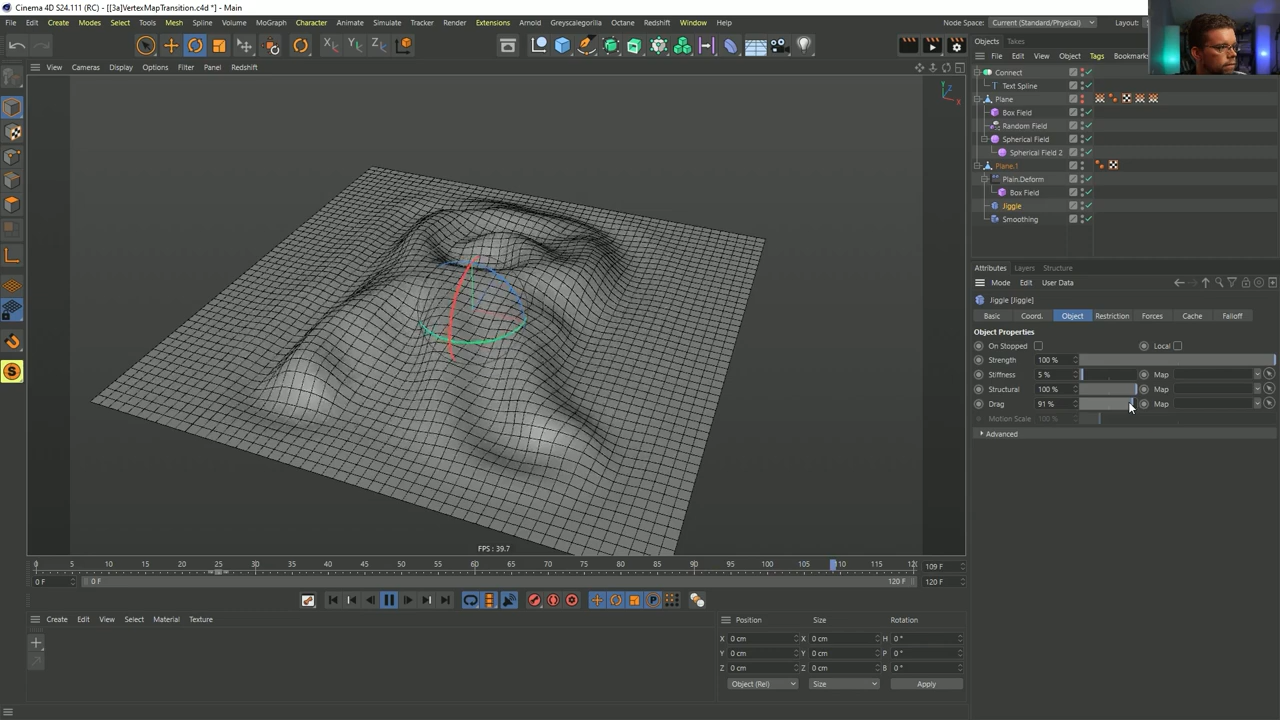 Cinema 4D S24.111 (RC) - [[3a]VertexMapTransition.c4d *] - Main
File Create Modes Select Tools Mesh Spline Volume MoGraph Character Animate Simulate Tracker Render Arnold Greyscalegorilla Octane Redshift Extensions Window Help
Node Space: Current (Standard/Physical) Layout:
View Cameras Display Options Filter Panel Redshift
FPS : 39.7
0 5 10 15 20 25 30 35 40 45 50 55 60 65 70 75 80 85 90 95 100 105 110 115 120
109 F
0 F 0 F 120 F 120 F
Create Edit View Select Material Texture
Position Size Rotation
X 0 cm X 0 cm H 0 °
Y 0 cm Y 0 cm P 0 °
Z 0 cm Z 0 cm B 0 °
Object (Rel) Size Apply
Objects Takes
File Edit View Object Tags Bookmarks
Connect
Text Spline
Plane
Box Field
Random Field
Spherical Field
Spherical Field 2
Plane.1
Plain.Deform
Box Field
Jiggle
Smoothing
Attributes Layers Structure
Mode Edit User Data
Jiggle [Jiggle]
Basic Coord. Object Restriction Forces Cache Falloff
Object Properties
On Stopped Local
Strength 100 %
Stiffness 5 % Map
Structural 100 % Map
Drag 91 % Map
Motion Scale 100 %
Advanced